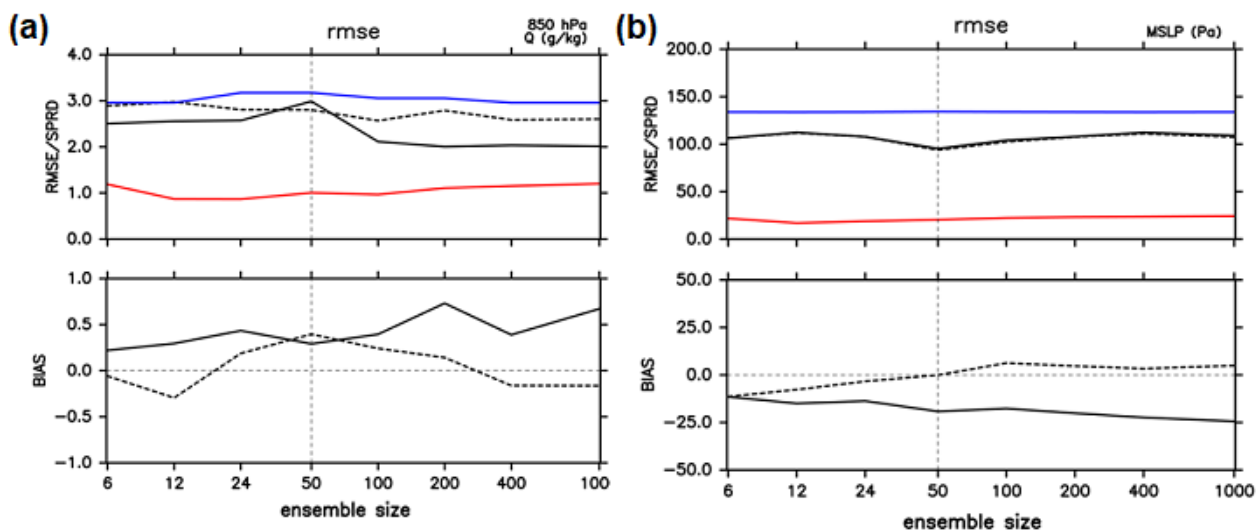 (a)
rmse
850 hPa
Q (g/kg)
4.0
3.0
2.0
1.0
0.0
RMSE/SPRD
1.0
0.5
0.0
−0.5
−1.0
BIAS
6 12 24 50 100 200 400 100
ensemble size
(b)
rmse
MSLP (Pa)
200.0
150.0
100.0
50.0
0.0
RMSE/SPRD
50.0
25.0
0.0
−25.0
−50.0
BIAS
6 12 24 50 100 200 400 1000
ensemble size